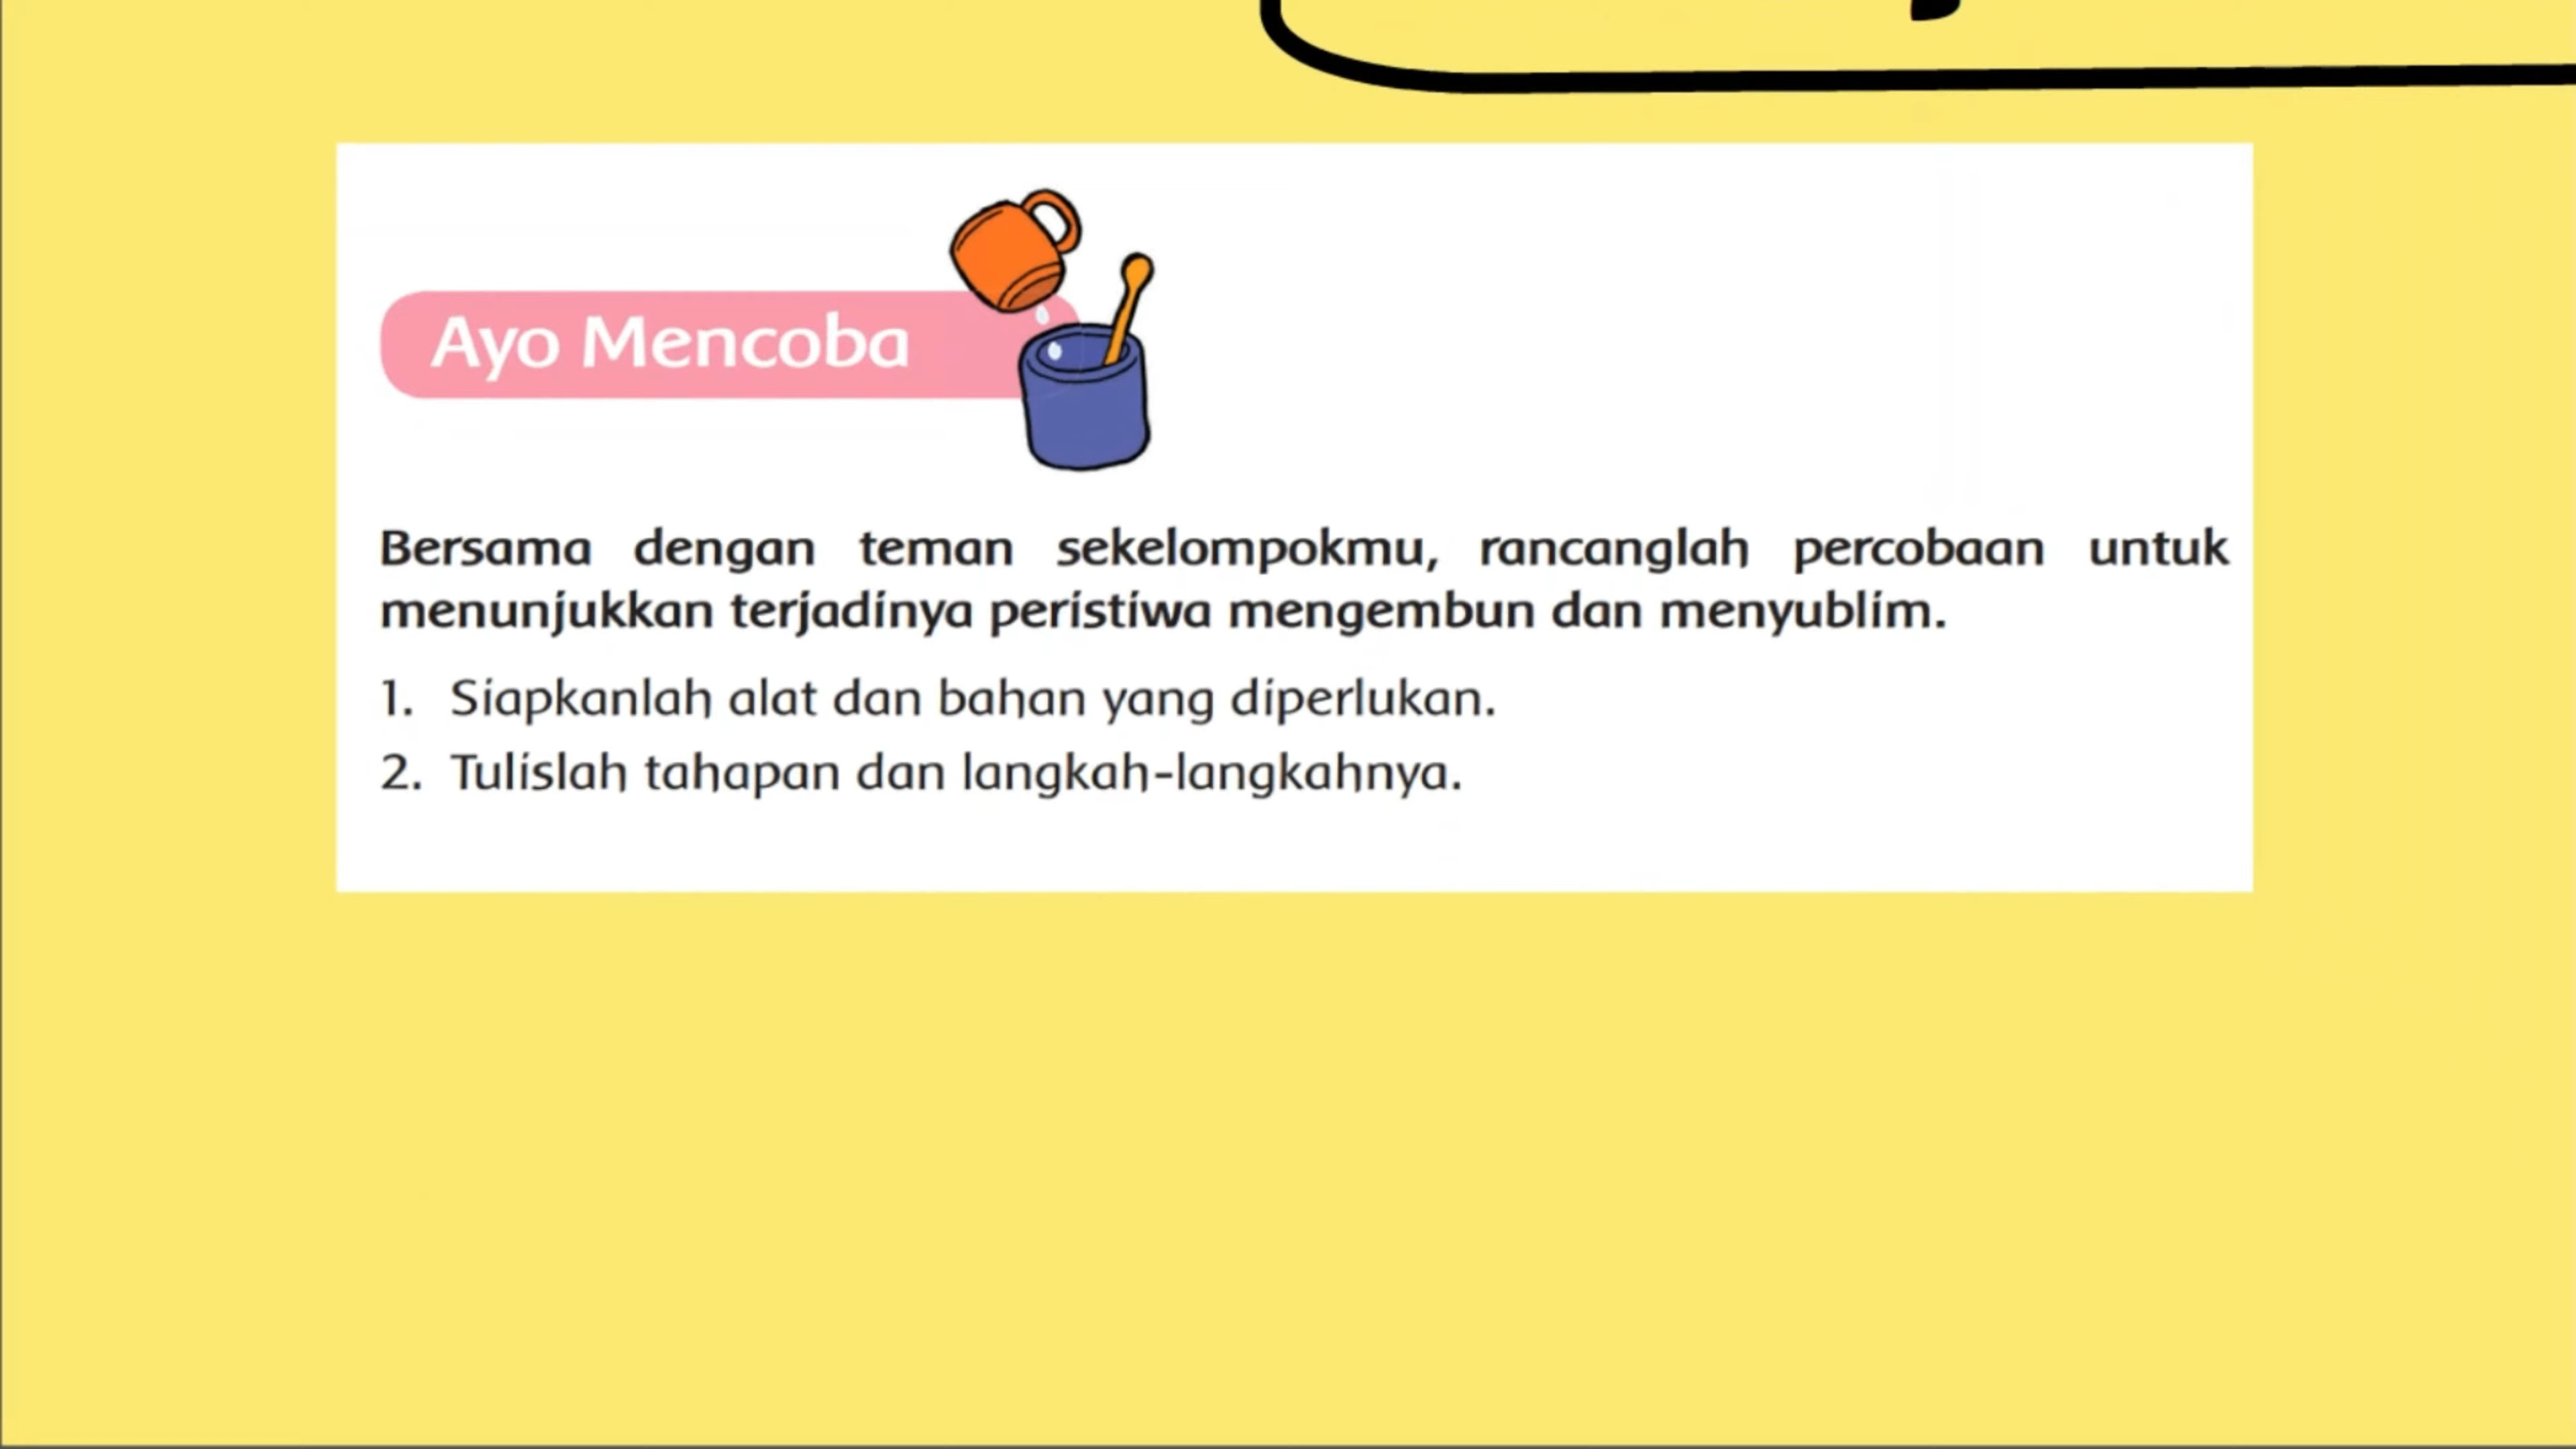 Ayo Mencoba
Bersama dengan teman sekelompokmu, rancanglah percobaan untuk
menunjukkan terjadinya peristiwa mengembun dan menyublim.
1. Siapkanlah alat dan bahan yang diperlukan.
2. Tulislah tahapan dan langkah-langkahnya.